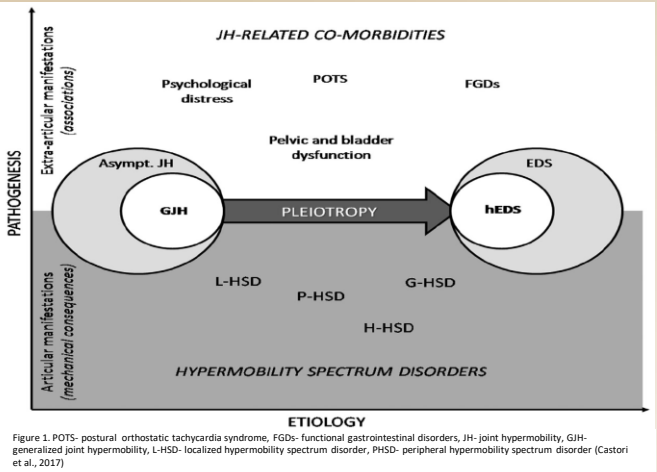 JH-RELATED CO-MORBIDITIES
Psychological
distress
POTS
FGDs
Pelvic and bladder
dysfunction
Asympt. JH
GJH
PLEIOTROPY
EDS
hEDS
L-HSD
P-HSD
G-HSD
H-HSD
HYPERMOBILITY SPECTRUM DISORDERS
PATHOGENESIS
Extra-articular manifestations
(associations)
Articular manifestations
(mechanical consequences)
ETIOLOGY
Figure 1. POTS- postural orthostatic tachycardia syndrome, FGDs- functional gastrointestinal disorders, JH- joint hypermobility, GJH-
generalized joint hypermobility, L-HSD- localized hypermobility spectrum disorder, PHSD- peripheral hypermobility spectrum disorder (Castori
et al., 2017)